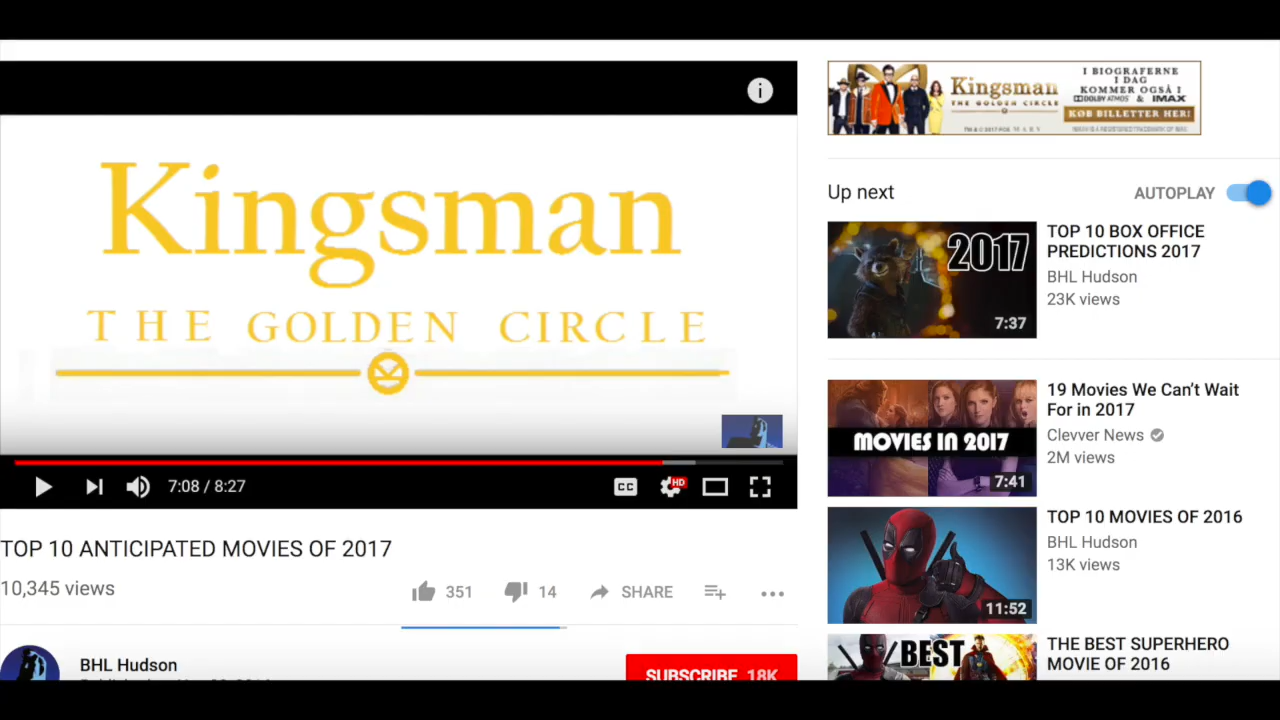 i
Kingsman
THE GOLDEN CIRCLE
7:08 / 8:27
CC
HD
TOP 10 ANTICIPATED MOVIES OF 2017
10,345 views
351
14
SHARE
BHL Hudson
SUBSCRIBE 18K
Kingsman
THE GOLDEN CIRCLE
I BIOGRAFERNE
I DAG
KOMMER OGSÅ I
DOLBY ATMOS & IMAX
KØB BILLETTER HER!
Up next
AUTOPLAY
2017
7:37
TOP 10 BOX OFFICE
PREDICTIONS 2017
BHL Hudson
23K views
MOVIES IN 2017
7:41
19 Movies We Can't Wait
For in 2017
Clevver News
2M views
11:52
TOP 10 MOVIES OF 2016
BHL Hudson
13K views
BEST
THE BEST SUPERHERO
MOVIE OF 2016